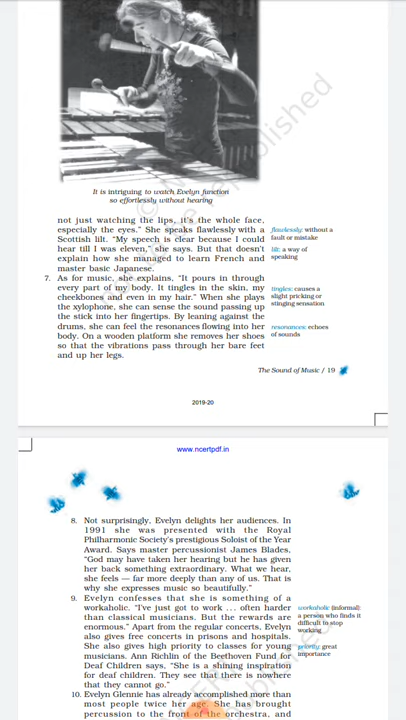 It is intriguing to watch Evelyn function
so effortlessly without hearing
not just watching the lips, it's the whole face,
especially the eyes." She speaks flawlessly with a
Scottish lilt. "My speech is clear because I could
hear till I was eleven," she says. But that doesn't
explain how she managed to learn French and
master basic Japanese.
flawlessly: without a
fault or mistake
lilt: a way of
speaking
7. As for music, she explains, "It pours in through
every part of my body. It tingles in the skin, my
cheekbones and even in my hair." When she plays
the xylophone, she can sense the sound passing up
the stick into her fingertips. By leaning against the
drums, she can feel the resonances flowing into her
body. On a wooden platform she removes her shoes
so that the vibrations pass through her bare feet
and up her legs.
tingles: causes a
slight pricking or
stinging sensation
resonances: echoes
of sounds
The Sound of Music / 19
2019-20
www.ncertpdf.in
8. Not surprisingly, Evelyn delights her audiences. In
1991 she was presented with the Royal
Philharmonic Society's prestigious Soloist of the Year
Award. Says master percussionist James Blades,
"God may have taken her hearing but he has given
her back something extraordinary. What we hear,
she feels — far more deeply than any of us. That is
why she expresses music so beautifully."
9. Evelyn confesses that she is something of a
workaholic. "I've just got to work . . . often harder
than classical musicians. But the rewards are
enormous." Apart from the regular concerts, Evelyn
also gives free concerts in prisons and hospitals.
She also gives high priority to classes for young
musicians. Ann Richlin of the Beethoven Fund for
Deaf Children says, "She is a shining inspiration
for deaf children. They see that there is nowhere
that they cannot go."
workaholic (informal):
a person who finds it
difficult to stop
working
priority: great
importance
10. Evelyn Glennie has already accomplished more than
most people twice her age. She has brought
percussion to the front of the orchestra, and